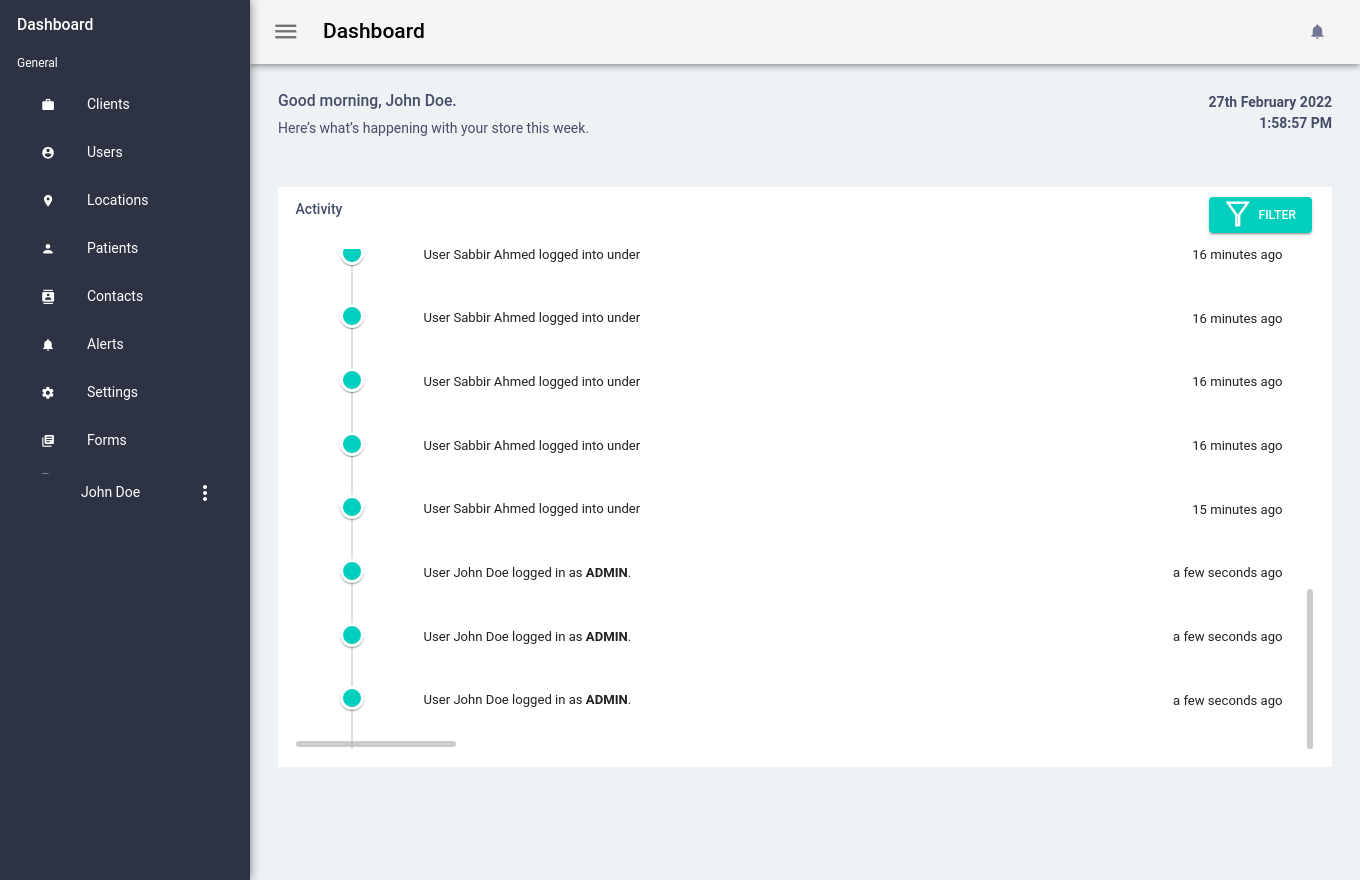 Dashboard
General
Clients
Users
Locations
Patients
Contacts
Alerts
Settings
Forms
John Doe
Dashboard
Good morning, John Doe.
Here’s what’s happening with your store this week.
27th February 2022
1:58:57 PM
Activity
FILTER
User Sabbir Ahmed logged into under 16 minutes ago
User Sabbir Ahmed logged into under 16 minutes ago
User Sabbir Ahmed logged into under 16 minutes ago
User Sabbir Ahmed logged into under 16 minutes ago
User Sabbir Ahmed logged into under 15 minutes ago
User John Doe logged in as ADMIN. a few seconds ago
User John Doe logged in as ADMIN. a few seconds ago
User John Doe logged in as ADMIN. a few seconds ago